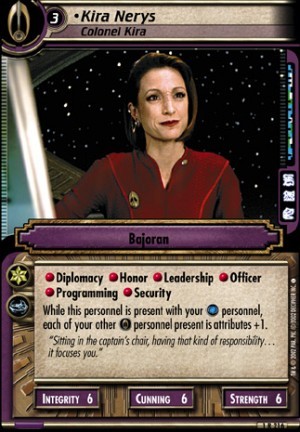 3
•Kira Nerys
Colonel Kira
Bajoran
Diplomacy Honor Leadership Officer
Programming Security
While this personnel is present with your personnel,
each of your other personnel present is attributes +1.
"Sitting in the captain's chair, having that kind of responsibility...
it focuses you."
INTEGRITY 6 CUNNING 6 STRENGTH 6